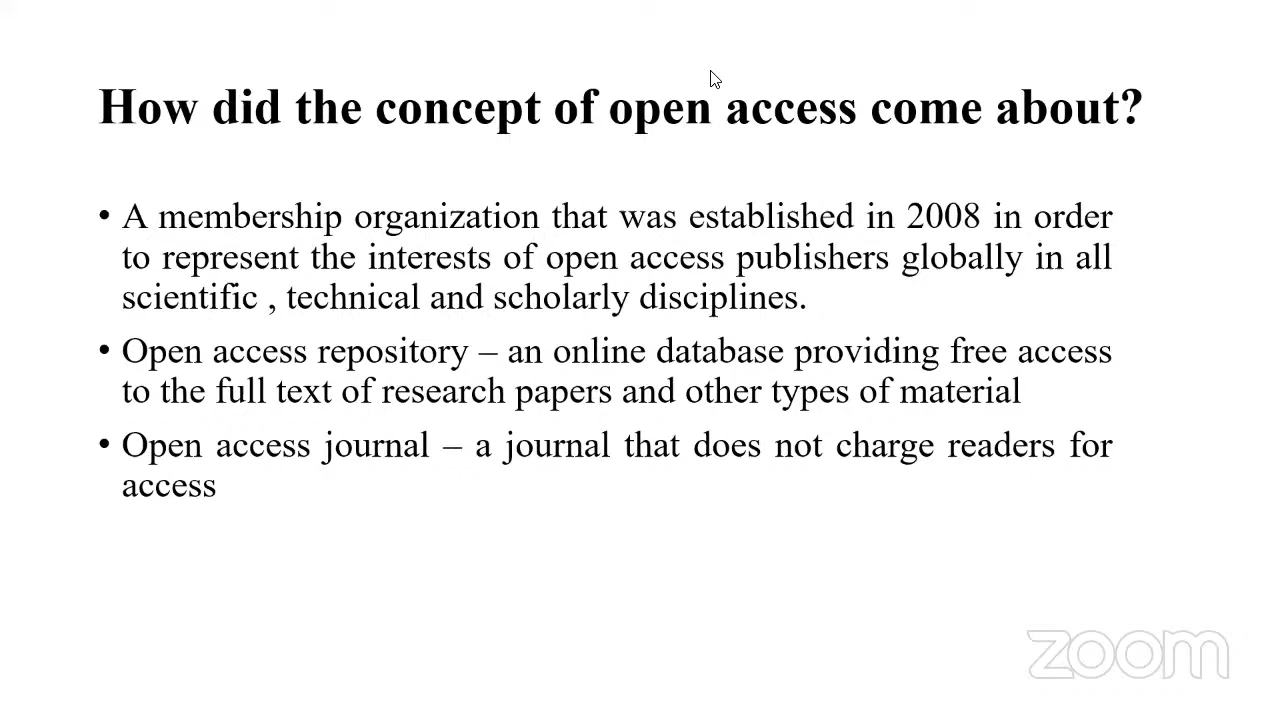 How did the concept of open access come about?
• A membership organization that was established in 2008 in order
to represent the interests of open access publishers globally in all
scientific , technical and scholarly disciplines.
• Open access repository – an online database providing free access
to the full text of research papers and other types of material
• Open access journal – a journal that does not charge readers for
access
zoom